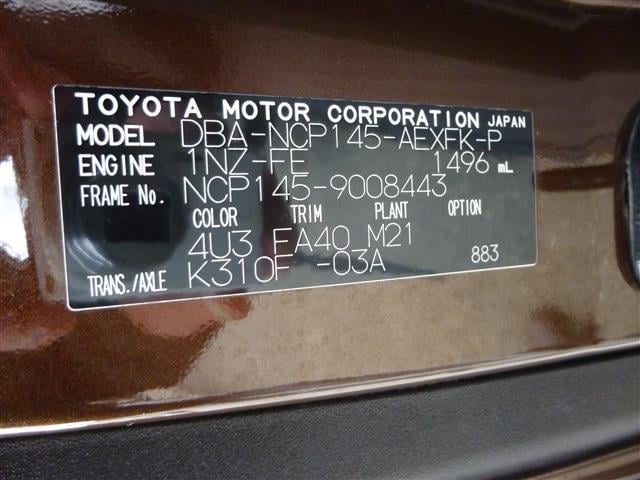 TOYOTA MOTOR CORPORATION JAPAN
MODEL DBA-NCP145-AEXFK-P
ENGINE 1NZ-FE 1496 mL
FRAME No. NCP145-9008443
COLOR TRIM PLANT OPTION
4U3 FA40 M21
TRANS./AXLE K310F -03A 883